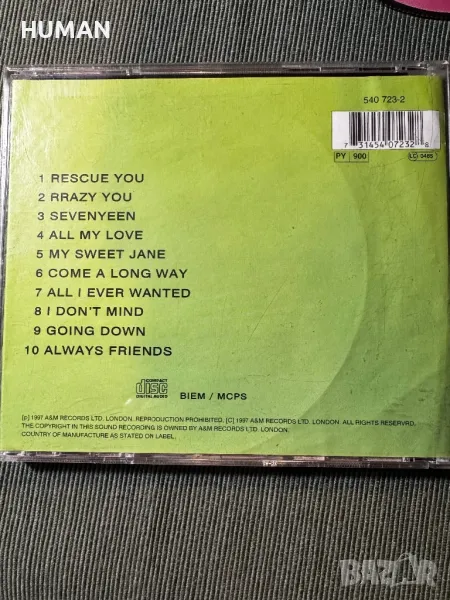 HUMAN
540 723-2
7 31454 07232 8
PY 900
LC 0485
1 RESCUE YOU
2 RRAZY YOU
3 SEVENYEEN
4 ALL MY LOVE
5 MY SWEET JANE
6 COME A LONG WAY
7 ALL I EVER WANTED
8 I DON'T MIND
9 GOING DOWN
10 ALWAYS FRIENDS
COMPACT
disc
DIGITAL AUDIO
BIEM / MCPS
(p) 1997 A&M RECORDS LTD. LONDON. REPRODUCTION PROHIBITED. (C) 1997 A&M RECORDS LTD. LONDON. ALL RIGHTS RESERVRD.
THE COPYRIGHT IN THIS SOUND RECORDING IS OWNED BY A&M RECORDS LTD. LONDON.
COUNTRY OF MANUFACTURE AS STATED ON LABEL.
BAZAR